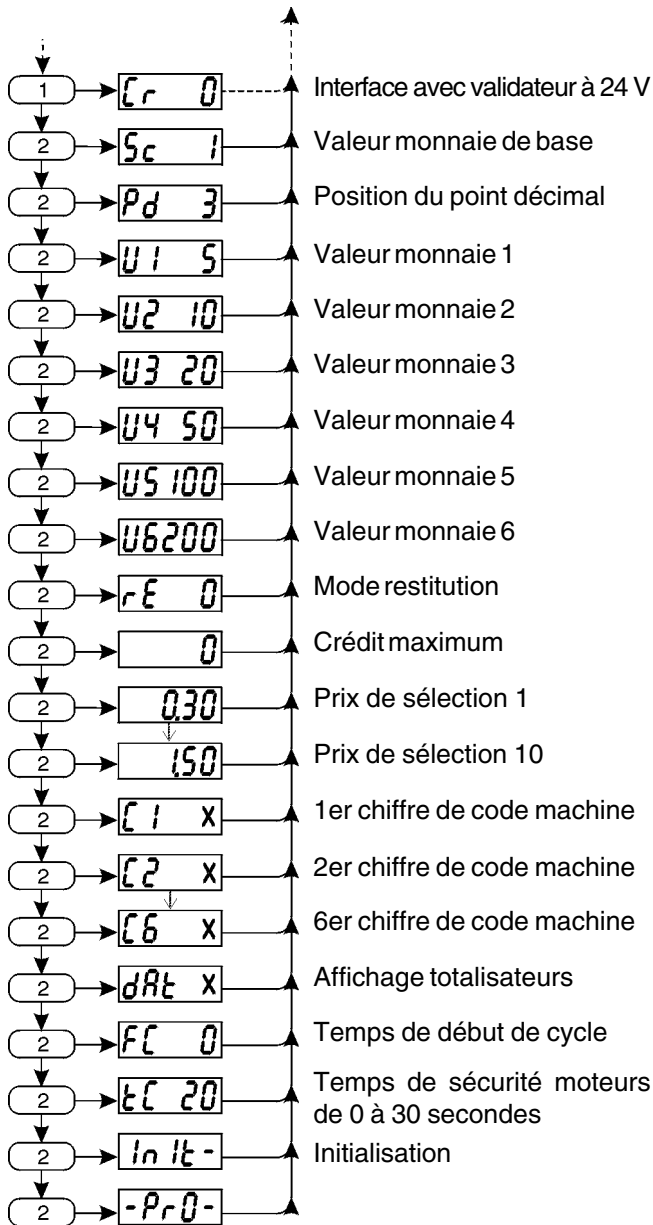 1 Cr 0 Interface avec validateur à 24 V
2 Sc 1 Valeur monnaie de base
2 Pd 3 Position du point décimal
2 U1 5 Valeur monnaie 1
2 U2 10 Valeur monnaie 2
2 U3 20 Valeur monnaie 3
2 U4 50 Valeur monnaie 4
2 U5100 Valeur monnaie 5
2 U6200 Valeur monnaie 6
2 rE 0 Mode restitution
2 0 Crédit maximum
2 0.30 Prix de sélection 1
2 1.50 Prix de sélection 10
2 C1 X 1er chiffre de code machine
2 C2 X 2er chiffre de code machine
2 C6 X 6er chiffre de code machine
2 dAt X Affichage totalisateurs
2 FC 0 Temps de début de cycle
2 tC 20 Temps de sécurité moteurs
de 0 à 30 secondes
2 InIt- Initialisation
2 -Pr0-